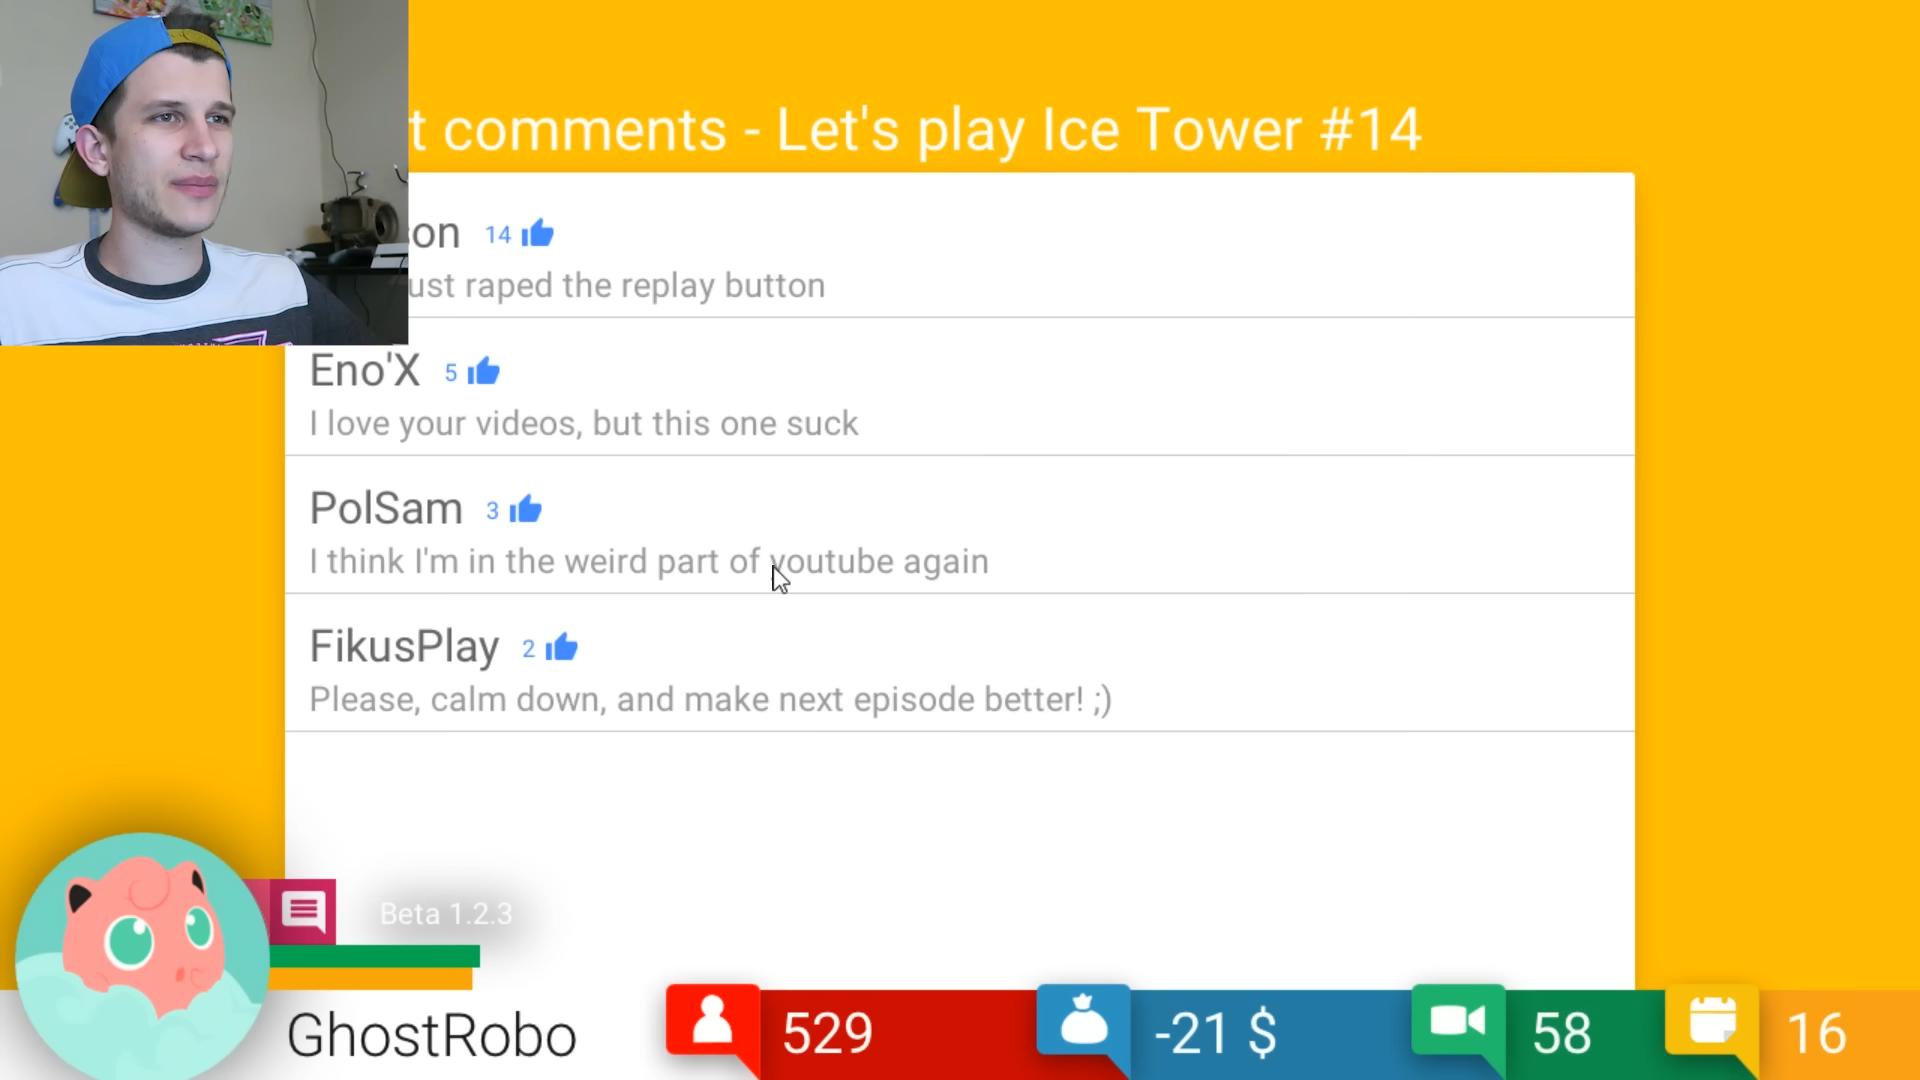 t comments - Let's play Ice Tower #14
on 14
ust raped the replay button
Eno'X 5
I love your videos, but this one suck
PolSam 3
I think I'm in the weird part of youtube again
FikusPlay 2
Please, calm down, and make next episode better! ;)
Beta 1.2.3
GhostRobo
529
-21 $
58
16